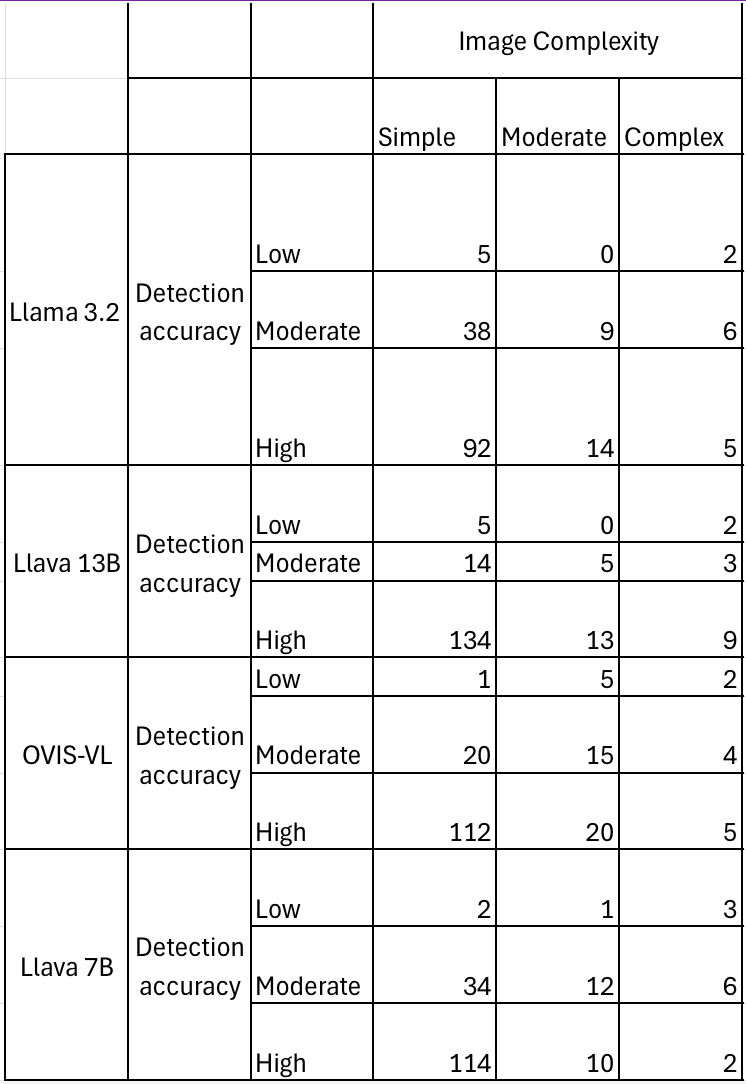 Image Complexity
Simple Moderate Complex
Low 5 0 2
Llama 3.2 Detection accuracy Moderate 38 9 6
High 92 14 5
Low 5 0 2
Llava 13B Detection accuracy Moderate 14 5 3
High 134 13 9
Low 1 5 2
OVIS-VL Detection accuracy Moderate 20 15 4
High 112 20 5
Low 2 1 3
Llava 7B Detection accuracy Moderate 34 12 6
High 114 10 2